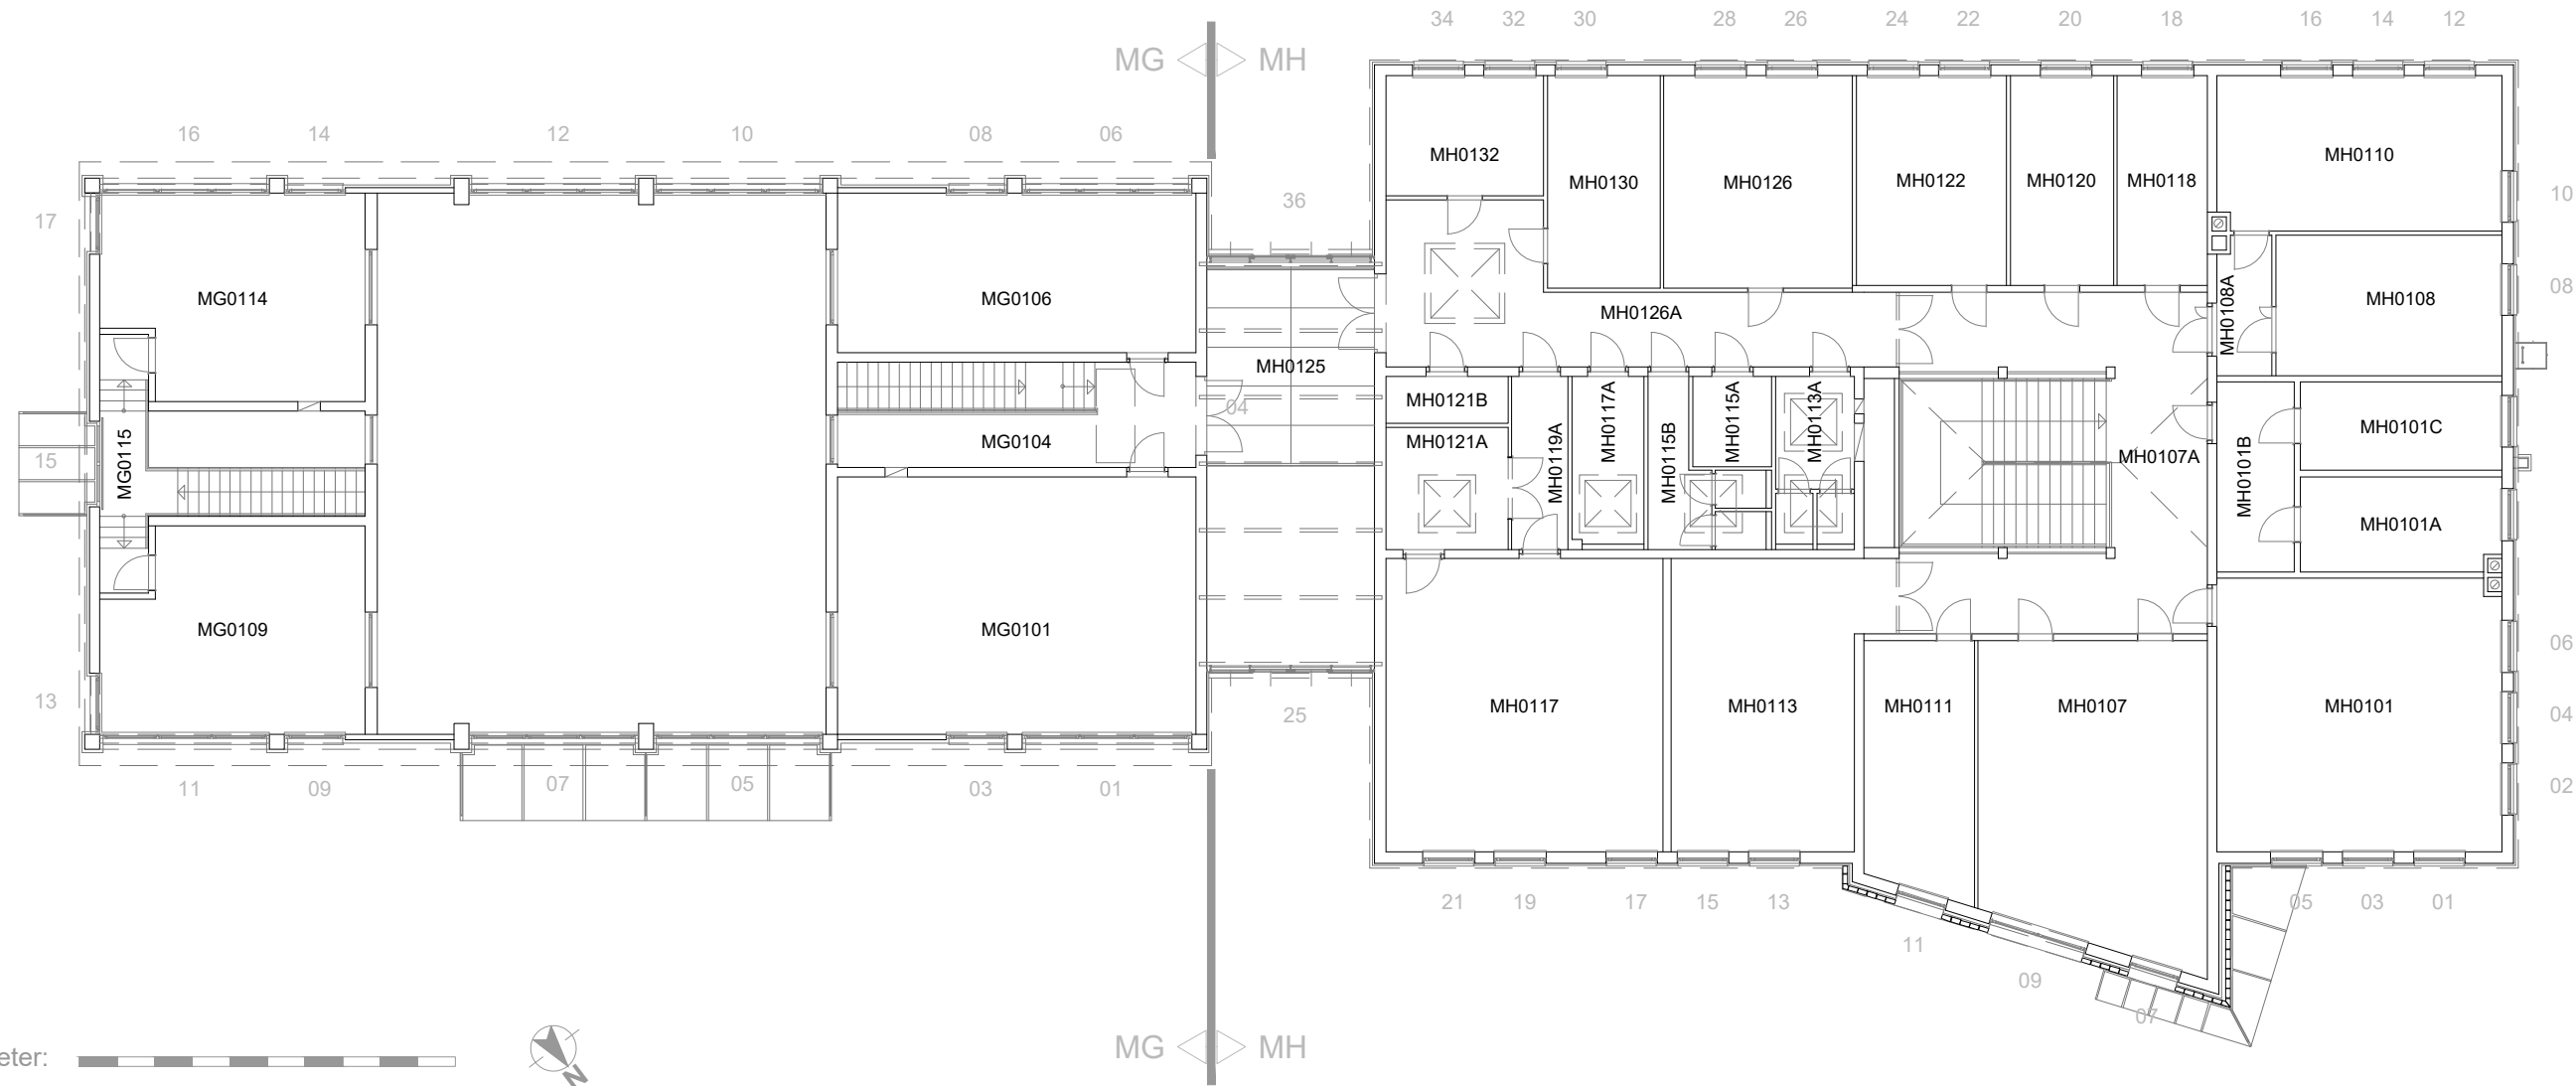 34 32 30 28 26 24 22 20 18 16 14 12
MG MH
16 14 12 10 08 06
MH0132 MH0130 MH0126 MH0122 MH0120 MH0118 MH0110
10
36
17
08
MG0114 MG0106 MH0126A MH0108A MH0108
MH0125
04
MH0121B MH0117A MH0115A MH0113A
MG0104 MH0121A MH0119A MH0115B MH0107A MH0101B MH0101C
15 MG0115
MH0101A
MG0109 MG0101
06
13
25
MH0117 MH0113 MH0111 MH0107 MH0101
04
11 09 07 05 03 01
02
21 19 17 15 13 05 03 01
11
09
07
MG MH
eter:
N